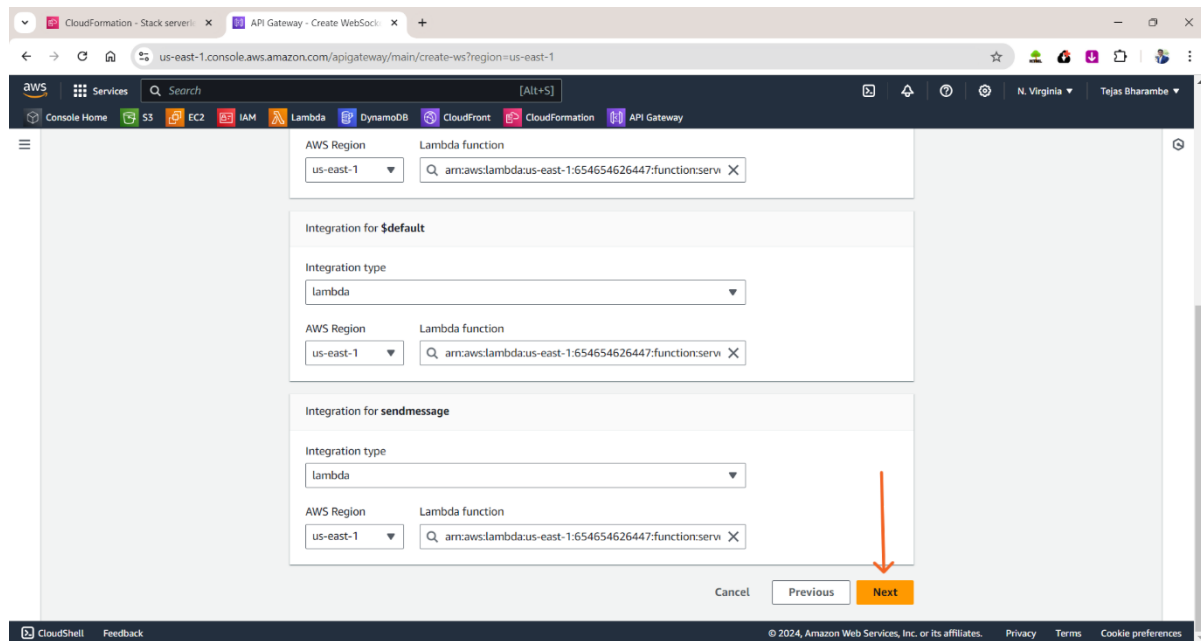 CloudFormation - Stack serverle
API Gateway - Create WebSocke
us-east-1.console.aws.amazon.com/apigateway/main/create-ws?region=us-east-1
aws Services Search [Alt+S] N. Virginia Tejas Bharambe
Console Home S3 EC2 IAM Lambda DynamoDB CloudFront CloudFormation API Gateway
AWS Region Lambda function
us-east-1 arn:aws:lambda:us-east-1:654654626447:function:serve
Integration for $default
Integration type
lambda
AWS Region Lambda function
us-east-1 arn:aws:lambda:us-east-1:654654626447:function:serve
Integration for sendmessage
Integration type
lambda
AWS Region Lambda function
us-east-1 arn:aws:lambda:us-east-1:654654626447:function:serve
Cancel Previous Next
CloudShell Feedback © 2024, Amazon Web Services, Inc. or its affiliates. Privacy Terms Cookie preferences